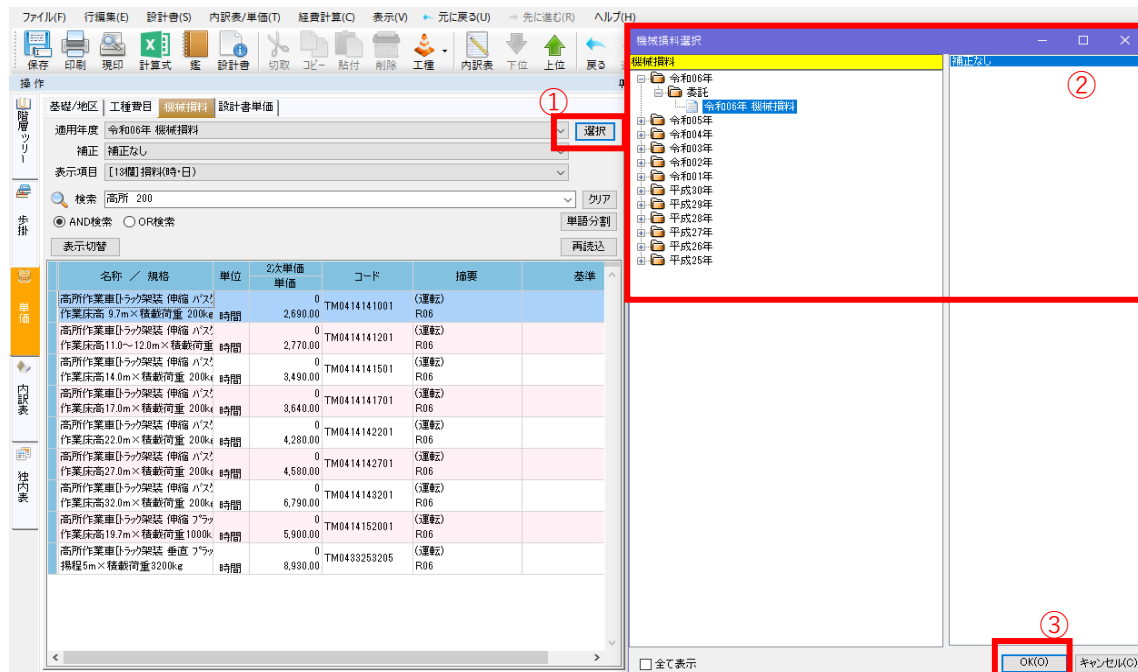 ファイル(F) 行編集(E) 設計書(S) 内訳表/単価(T) 経費計算(C) 表示(V) 元に戻る(U) 先に進む(R) ヘルプ(H)
保存 印刷 現印 計算式 鑑 設計書 切取 コピー 貼付 削除 工種 内訳表 下位 上位 戻る
操作
階層ツリー
歩掛
単価
内訳表
独内表
基礎/地区 工種費目 機械損料 設計書単価
①
適用年度 令和06年 機械損料 選択
補正 補正なし
表示項目 [13欄] 損料(時・日)
検索 高所 200 クリア
AND検索 OR検索 単語分割
表示切替 再読込
名称 / 規格 単位 2次単価 コード 摘要 基準
単価
高所作業車[トラック架装 伸縮 バスケ 0 TM0414141001 (運転)
作業床高 9.7m×積載荷重 200kg 時間 2,690.00 R06
高所作業車[トラック架装 伸縮 バスケ 0 TM0414141201 (運転)
作業床高11.0～12.0m×積載荷重 時間 2,770.00 R06
高所作業車[トラック架装 伸縮 バスケ 0 TM0414141501 (運転)
作業床高14.0m×積載荷重 200kg 時間 3,490.00 R06
高所作業車[トラック架装 伸縮 バスケ 0 TM0414141701 (運転)
作業床高17.0m×積載荷重 200kg 時間 3,640.00 R06
高所作業車[トラック架装 伸縮 バスケ 0 TM0414142201 (運転)
作業床高22.0m×積載荷重 200kg 時間 4,280.00 R06
高所作業車[トラック架装 伸縮 バスケ 0 TM0414142701 (運転)
作業床高27.0m×積載荷重 200kg 時間 4,580.00 R06
高所作業車[トラック架装 伸縮 バスケ 0 TM0414143201 (運転)
作業床高32.0m×積載荷重 200kg 時間 6,790.00 R06
高所作業車[トラック架装 伸縮 プラッ 0 TM0414152001 (運転)
作業床高19.7m×積載荷重1000k 時間 5,900.00 R06
高所作業車[トラック架装 垂直 プラッ 0 TM0433253205 (運転)
揚程5m×積載荷重3200kg 時間 8,930.00 R06
機械損料選択
機械損料
補正なし
②
令和06年
委託
令和06年 機械損料
令和05年
令和04年
令和03年
令和02年
令和01年
平成30年
平成29年
平成28年
平成27年
平成26年
平成25年
③
全て表示
OK(O) キャンセル(C)